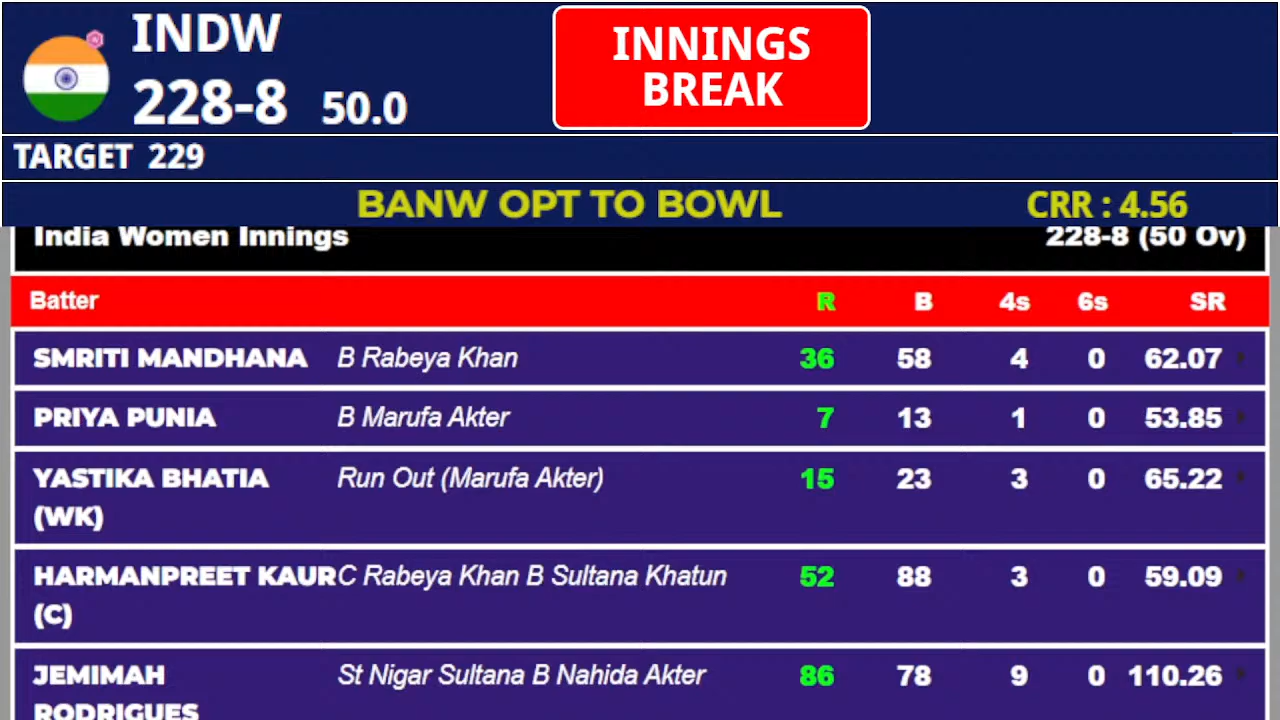 INDW
228-8 50.0
INNINGS
BREAK
TARGET 229
BANW OPT TO BOWL CRR : 4.56
India Women Innings 228-8 (50 Ov)
Batter R B 4s 6s SR
SMRITI MANDHANA B Rabeya Khan 36 58 4 0 62.07
PRIYA PUNIA B Marufa Akter 7 13 1 0 53.85
YASTIKA BHATIA Run Out (Marufa Akter) 15 23 3 0 65.22
(WK)
HARMANPREET KAUR C Rabeya Khan B Sultana Khatun 52 88 3 0 59.09
(C)
JEMIMAH St Nigar Sultana B Nahida Akter 86 78 9 0 110.26
RODRIGUES